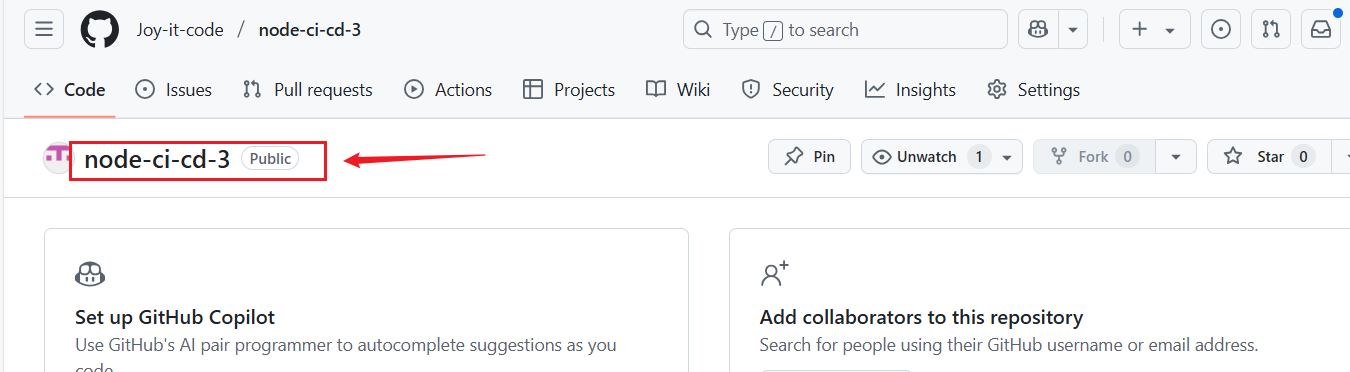 Joy-it-code / node-ci-cd-3
Type / to search
Code Issues Pull requests Actions Projects Wiki Security Insights Settings
node-ci-cd-3 Public
Pin Unwatch 1 Fork 0 Star 0
Set up GitHub Copilot
Use GitHub's AI pair programmer to autocomplete suggestions as you
code.
Add collaborators to this repository
Search for people using their GitHub username or email address.